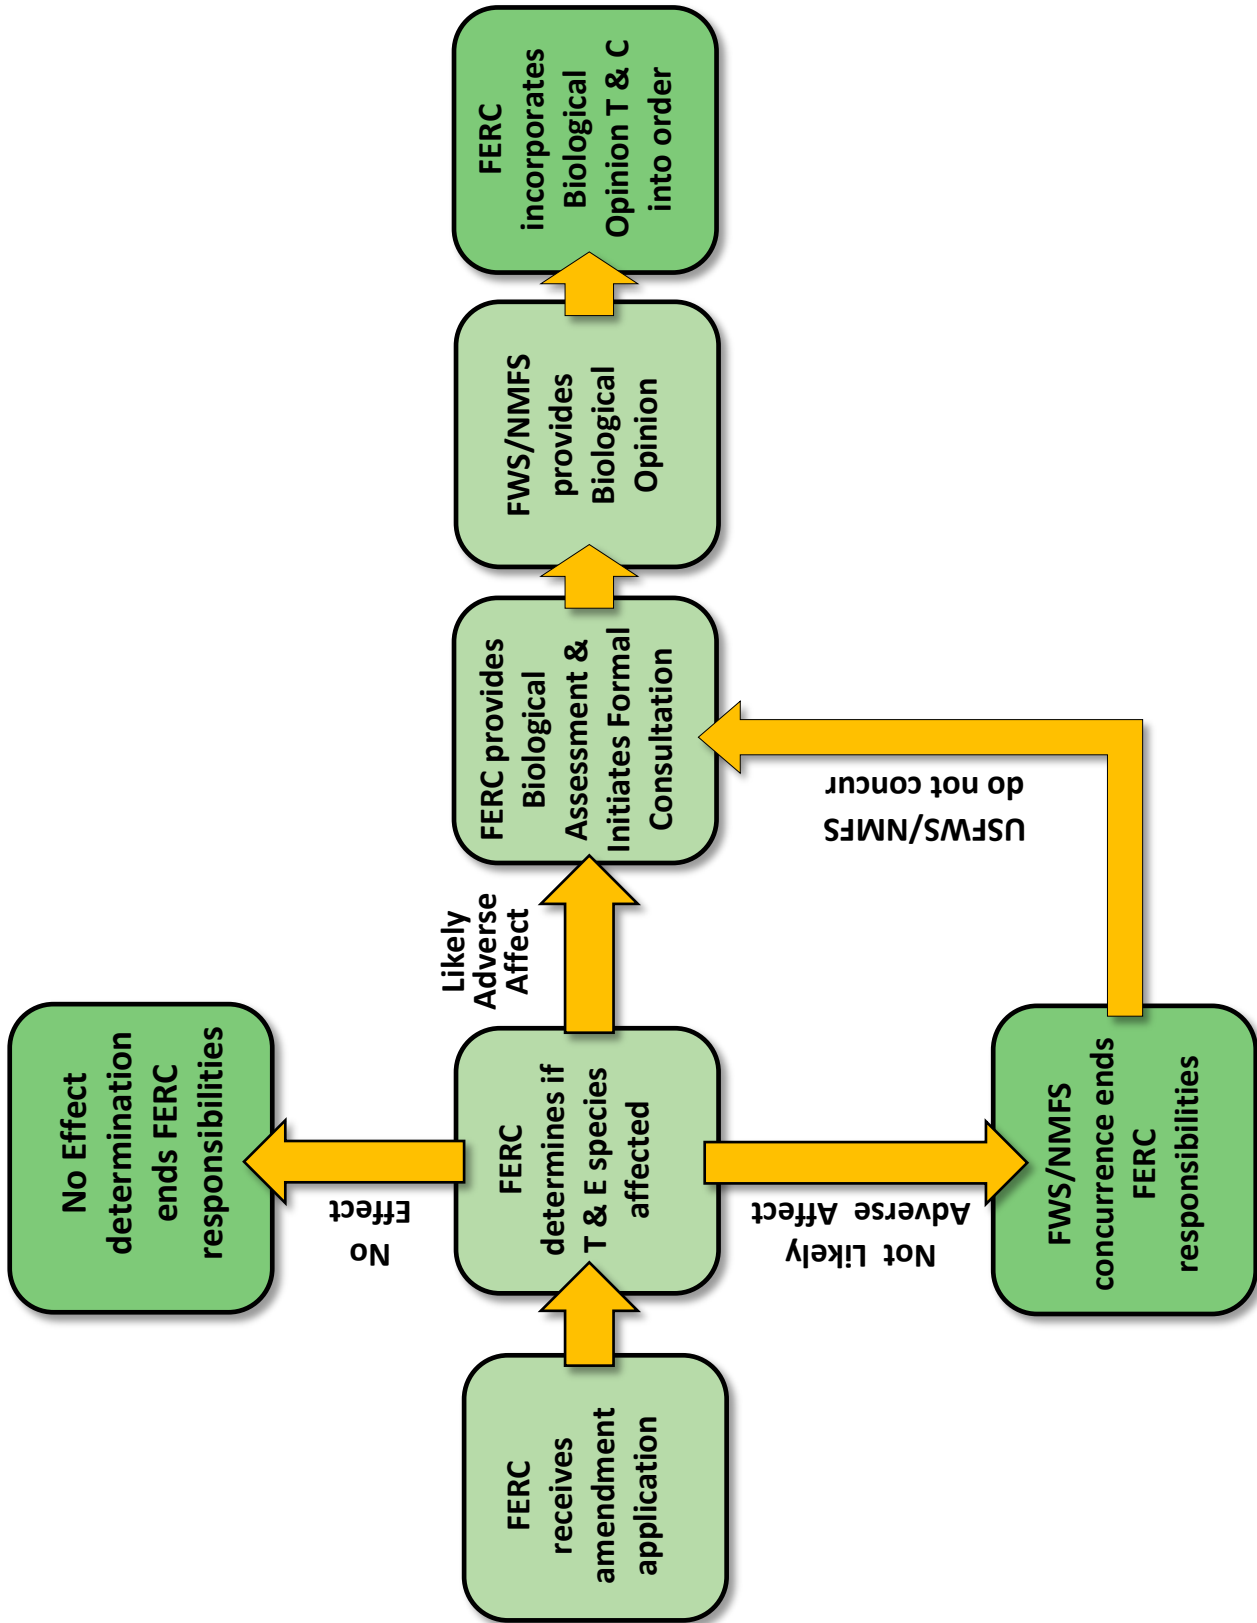 FERC
receives
amendment
application
FERC
determines if
T & E species
affected
No
Effect
No Effect
determination
ends FERC
responsibilities
Likely
Adverse
Affect
Not Likely
Adverse Affect
FWS/NMFS
concurrence ends
FERC
responsibilities
USFWS/NMFS
do not concur
FERC provides
Biological
Assessment &
Initiates Formal
Consultation
FWS/NMFS
provides
Biological
Opinion
FERC
incorporates
Biological
Opinion T & C
into order